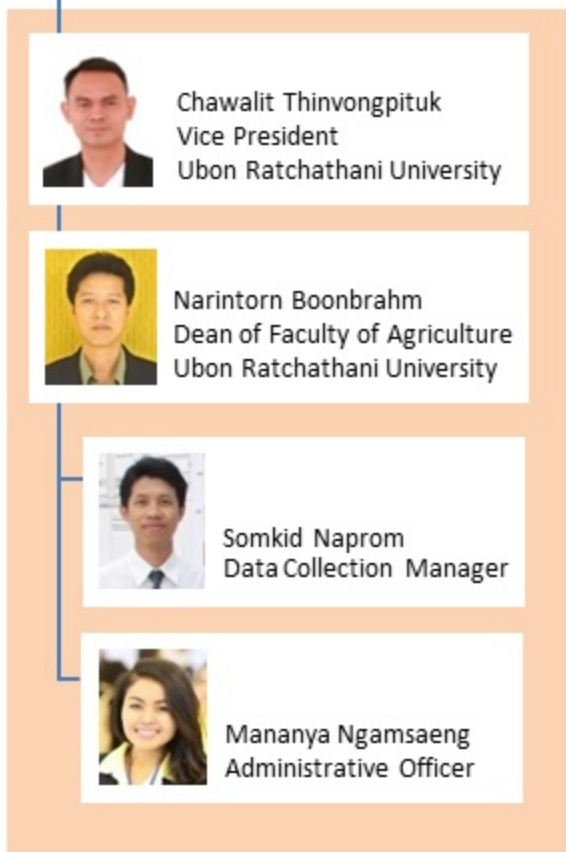 Chawalit Thinvongpituk
Vice President
Ubon Ratchathani University
Narintorn Boonbrahm
Dean of Faculty of Agriculture
Ubon Ratchathani University
Somkid Naprom
Data Collection Manager
Mananya Ngamsaeng
Administrative Officer